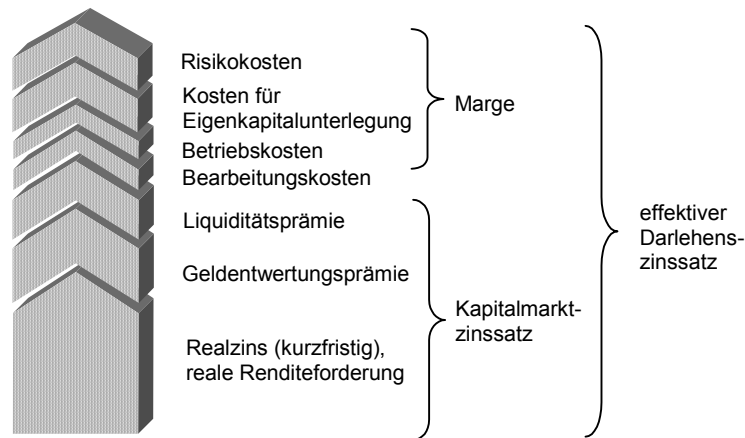 Risikokosten
Kosten für
Eigenkapitalunterlegung
Betriebskosten
Bearbeitungskosten
Marge
Liquiditätsprämie
Geldentwertungsprämie
Realzins (kurzfristig),
reale Renditeforderung
Kapitalmarkt-
zinssatz
effektiver
Darlehens-
zinssatz